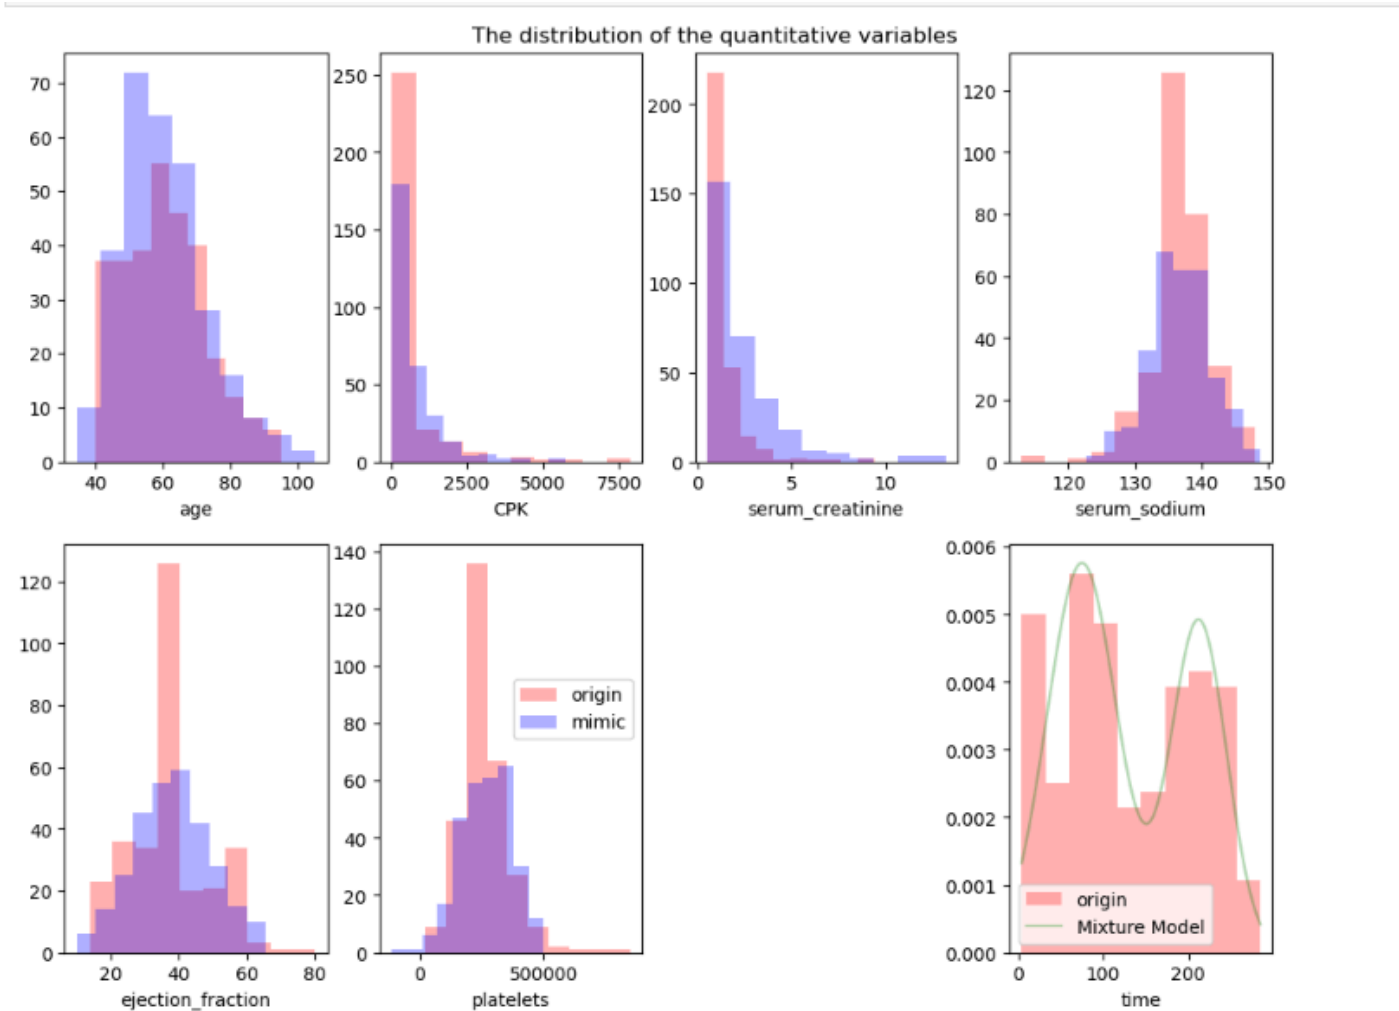 The distribution of the quantitative variables
70
60
50
40
30
20
10
0
40 60 80 100
age
250
200
150
100
50
0
0 2500 5000 7500
CPK
200
150
100
50
0
0 5 10
serum_creatinine
120
100
80
60
40
20
0
120 130 140 150
serum_sodium
120
100
80
60
40
20
0
20 40 60 80
ejection_fraction
140
120
100
80
60
40
20
0
origin
mimic
0 500000
platelets
0.006
0.005
0.004
0.003
0.002
0.001
0.000
origin
Mixture Model
0 100 200
time